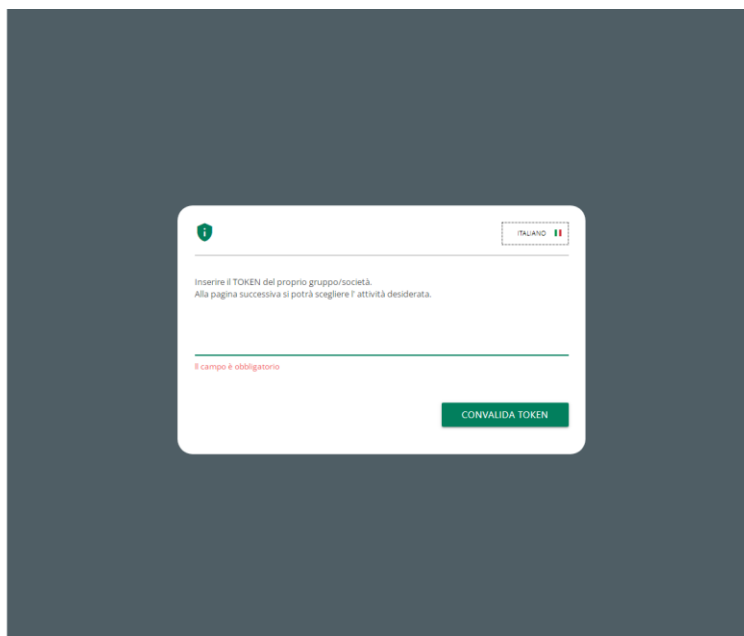 ITALIANO
Inserire il TOKEN del proprio gruppo/società.
Alla pagina successiva si potrà scegliere l' attività desiderata.
Il campo è obbligatorio
CONVALIDA TOKEN